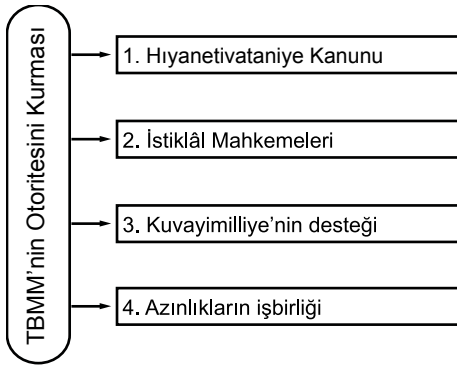 TBMM'nin Otoritesini Kurması
1. Hıyanetivataniye Kanunu
2. İstiklâl Mahkemeleri
3. Kuvayimilliye'nin desteği
4. Azınlıkların işbirliği